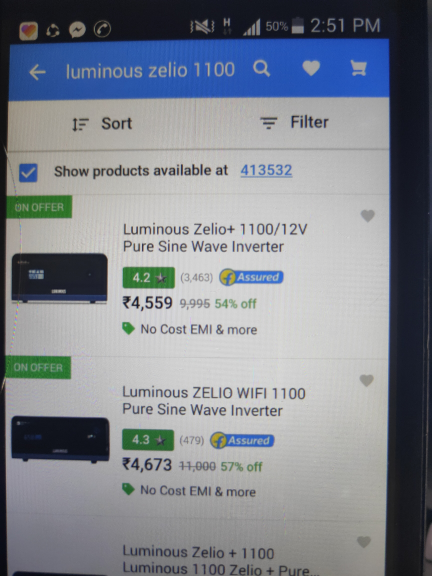 H
50%
2:51 PM
luminous zelio 1100
Sort
Filter
Show products available at 413532
ON OFFER
Luminous Zelio+ 1100/12V
Pure Sine Wave Inverter
4.2 ★ (3,463) f Assured
₹4,559 9,995 54% off
No Cost EMI & more
ON OFFER
Luminous ZELIO WIFI 1100
Pure Sine Wave Inverter
4.3 ★ (479) f Assured
₹4,673 11,000 57% off
No Cost EMI & more
Luminous Zelio + 1100
Luminous 1100 Zelio + Pure...